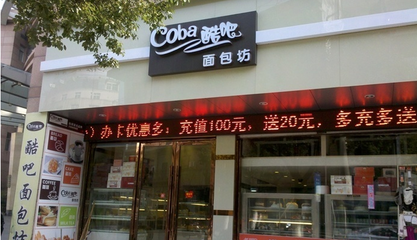 Coba 酷吧
面包坊
）办卡优惠多：充值100元，送20元，多充多送
酷吧面包坊